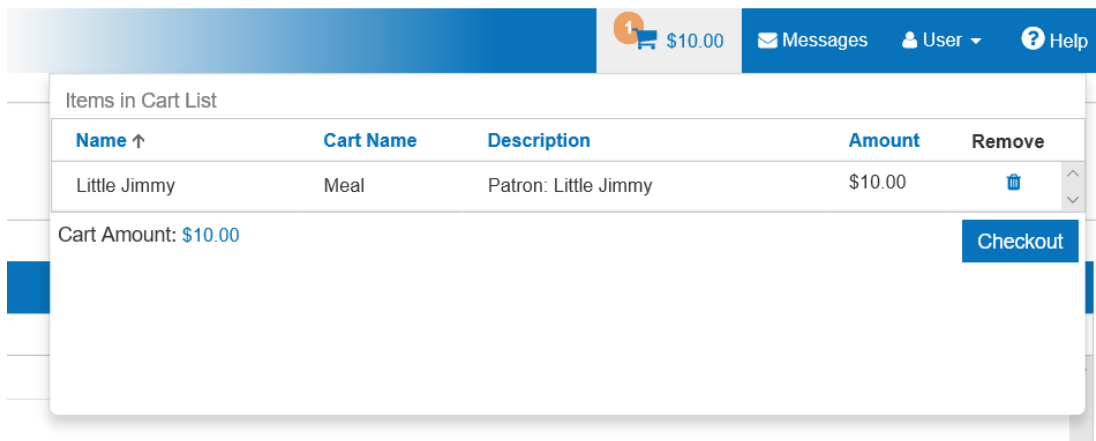 1 $10.00 Messages User Help
Items in Cart List
Name Cart Name Description Amount Remove
Little Jimmy Meal Patron: Little Jimmy $10.00
Cart Amount: $10.00 Checkout